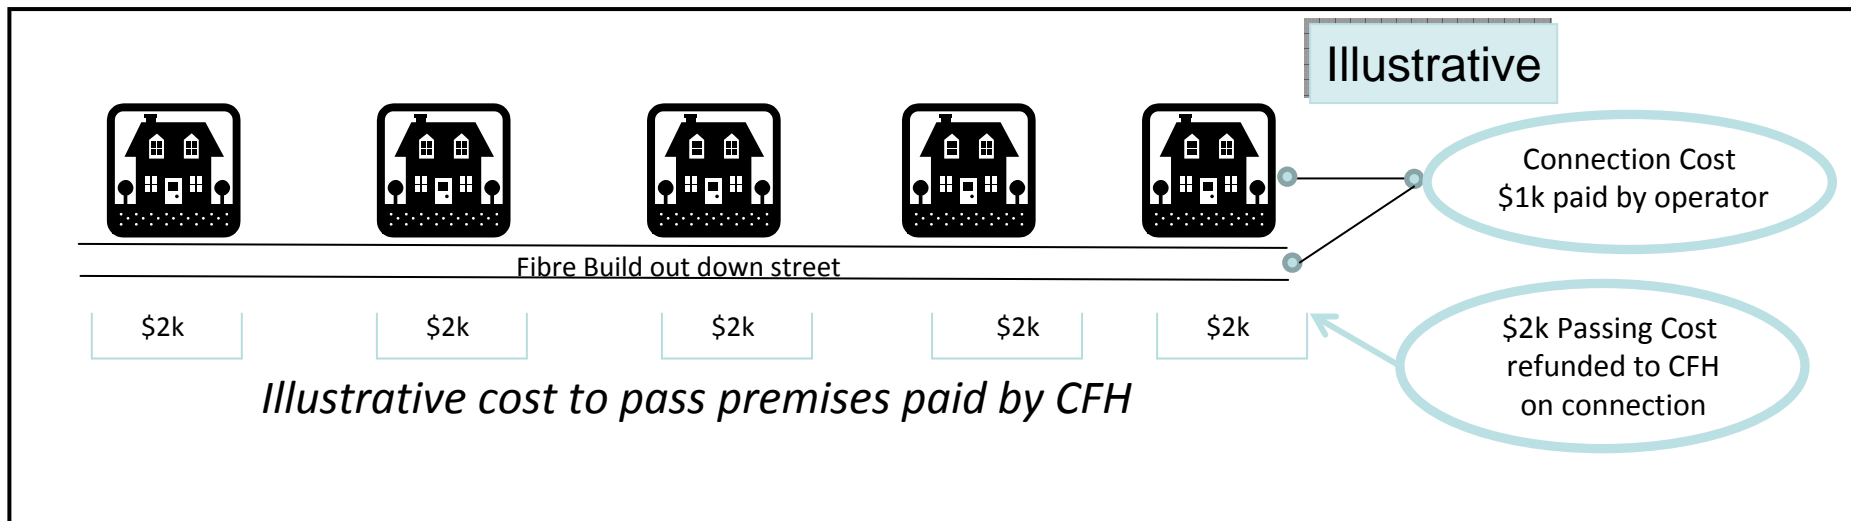 Illustrative
Connection Cost
$1k paid by operator
Fibre Build out down street
$2k
$2k
$2k
$2k
$2k
$2k Passing Cost
refunded to CFH
on connection
Illustrative cost to pass premises paid by CFH